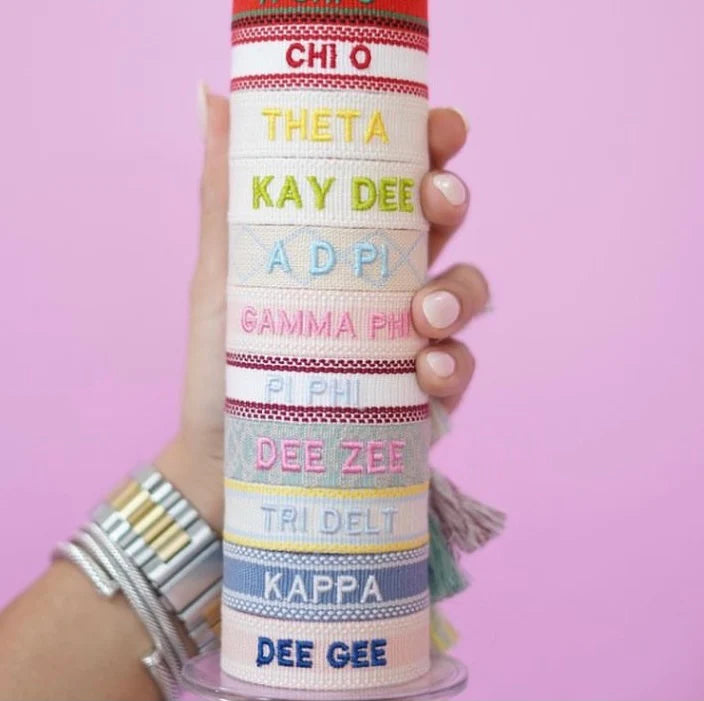 CHI O
THETA
KAY DEE
A D PI
GAMMA PHI
PI PHI
DEE ZEE
TRI DELT
KAPPA
DEE GEE